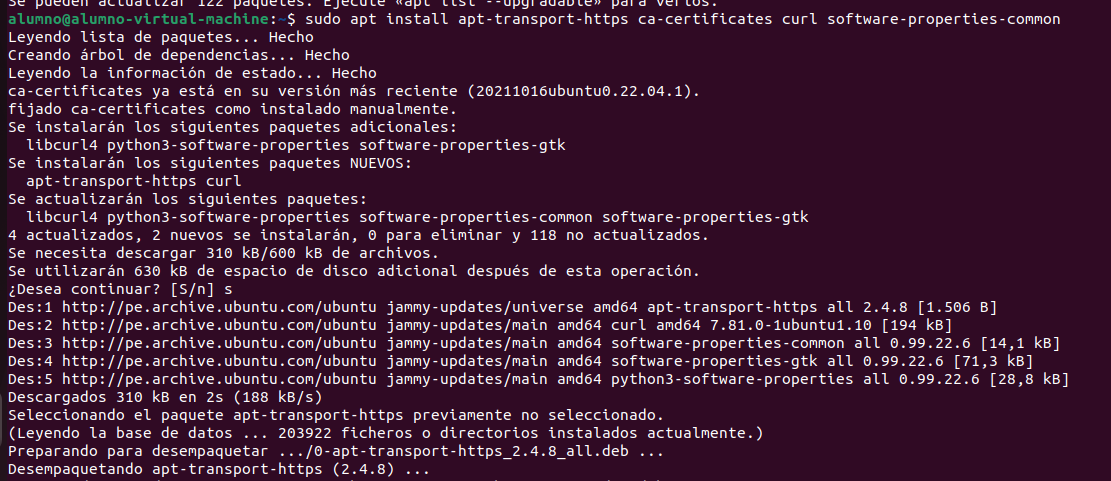 Se pueden actualizar 122 paquetes. Ejecute «apt list --upgradable» para verlos.
alumno@alumno-virtual-machine:~$ sudo apt install apt-transport-https ca-certificates curl software-properties-common
Leyendo lista de paquetes... Hecho
Creando árbol de dependencias... Hecho
Leyendo la información de estado... Hecho
ca-certificates ya está en su versión más reciente (20211016ubuntu0.22.04.1).
fijado ca-certificates como instalado manualmente.
Se instalarán los siguientes paquetes adicionales:
  libcurl4 python3-software-properties software-properties-gtk
Se instalarán los siguientes paquetes NUEVOS:
  apt-transport-https curl
Se actualizarán los siguientes paquetes:
  libcurl4 python3-software-properties software-properties-common software-properties-gtk
4 actualizados, 2 nuevos se instalarán, 0 para eliminar y 118 no actualizados.
Se necesita descargar 310 kB/600 kB de archivos.
Se utilizarán 630 kB de espacio de disco adicional después de esta operación.
¿Desea continuar? [S/n] s
Des:1 http://pe.archive.ubuntu.com/ubuntu jammy-updates/universe amd64 apt-transport-https all 2.4.8 [1.506 B]
Des:2 http://pe.archive.ubuntu.com/ubuntu jammy-updates/main amd64 curl amd64 7.81.0-1ubuntu1.10 [194 kB]
Des:3 http://pe.archive.ubuntu.com/ubuntu jammy-updates/main amd64 software-properties-common all 0.99.22.6 [14,1 kB]
Des:4 http://pe.archive.ubuntu.com/ubuntu jammy-updates/main amd64 software-properties-gtk all 0.99.22.6 [71,3 kB]
Des:5 http://pe.archive.ubuntu.com/ubuntu jammy-updates/main amd64 python3-software-properties all 0.99.22.6 [28,8 kB]
Descargados 310 kB en 2s (188 kB/s)
Seleccionando el paquete apt-transport-https previamente no seleccionado.
(Leyendo la base de datos ... 203922 ficheros o directorios instalados actualmente.)
Preparando para desempaquetar .../0-apt-transport-https_2.4.8_all.deb ...
Desempaquetando apt-transport-https (2.4.8) ...